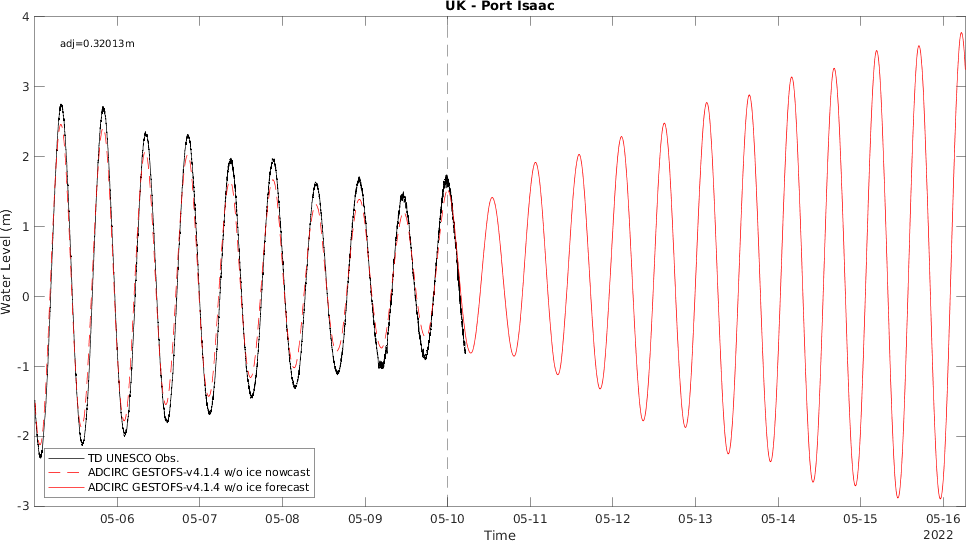 UK - Port Isaac
adj=0.32013m
4
3
2
1
0
-1
-2
-3
Water Level (m)
TD UNESCO Obs.
ADCIRC GESTOFS-v4.1.4 w/o ice nowcast
ADCIRC GESTOFS-v4.1.4 w/o ice forecast
05-06 05-07 05-08 05-09 05-10 05-11 05-12 05-13 05-14 05-15 05-16
Time
2022